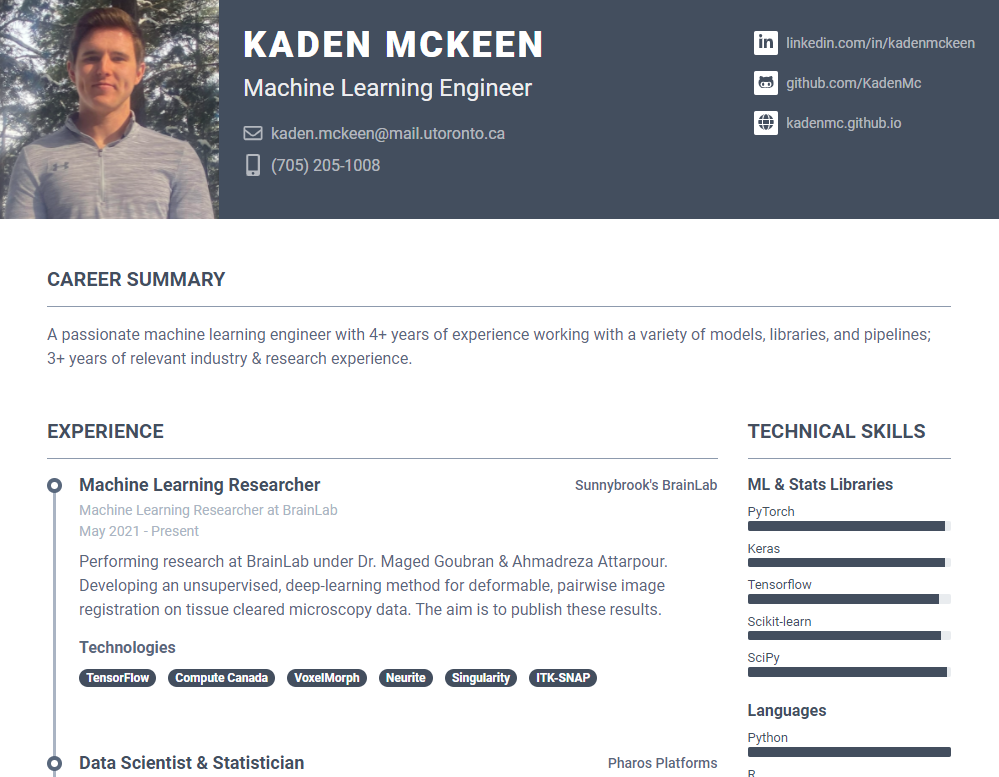 KADEN MCKEEN
Machine Learning Engineer
kaden.mckeen@mail.utoronto.ca
(705) 205-1008
linkedin.com/in/kadenmckeen
github.com/KadenMc
kadenmc.github.io
CAREER SUMMARY
A passionate machine learning engineer with 4+ years of experience working with a variety of models, libraries, and pipelines;
3+ years of relevant industry & research experience.
EXPERIENCE
Machine Learning Researcher
Sunnybrook's BrainLab
Machine Learning Researcher at BrainLab
May 2021 - Present
Performing research at BrainLab under Dr. Maged Goubran & Ahmadreza Attarpour.
Developing an unsupervised, deep-learning method for deformable, pairwise image
registration on tissue cleared microscopy data. The aim is to publish these results.
Technologies
TensorFlow Compute Canada VoxelMorph Neurite Singularity ITK-SNAP
Data Scientist & Statistician
Pharos Platforms
TECHNICAL SKILLS
ML & Stats Libraries
PyTorch
Keras
Tensorflow
Scikit-learn
SciPy
Languages
Python
R